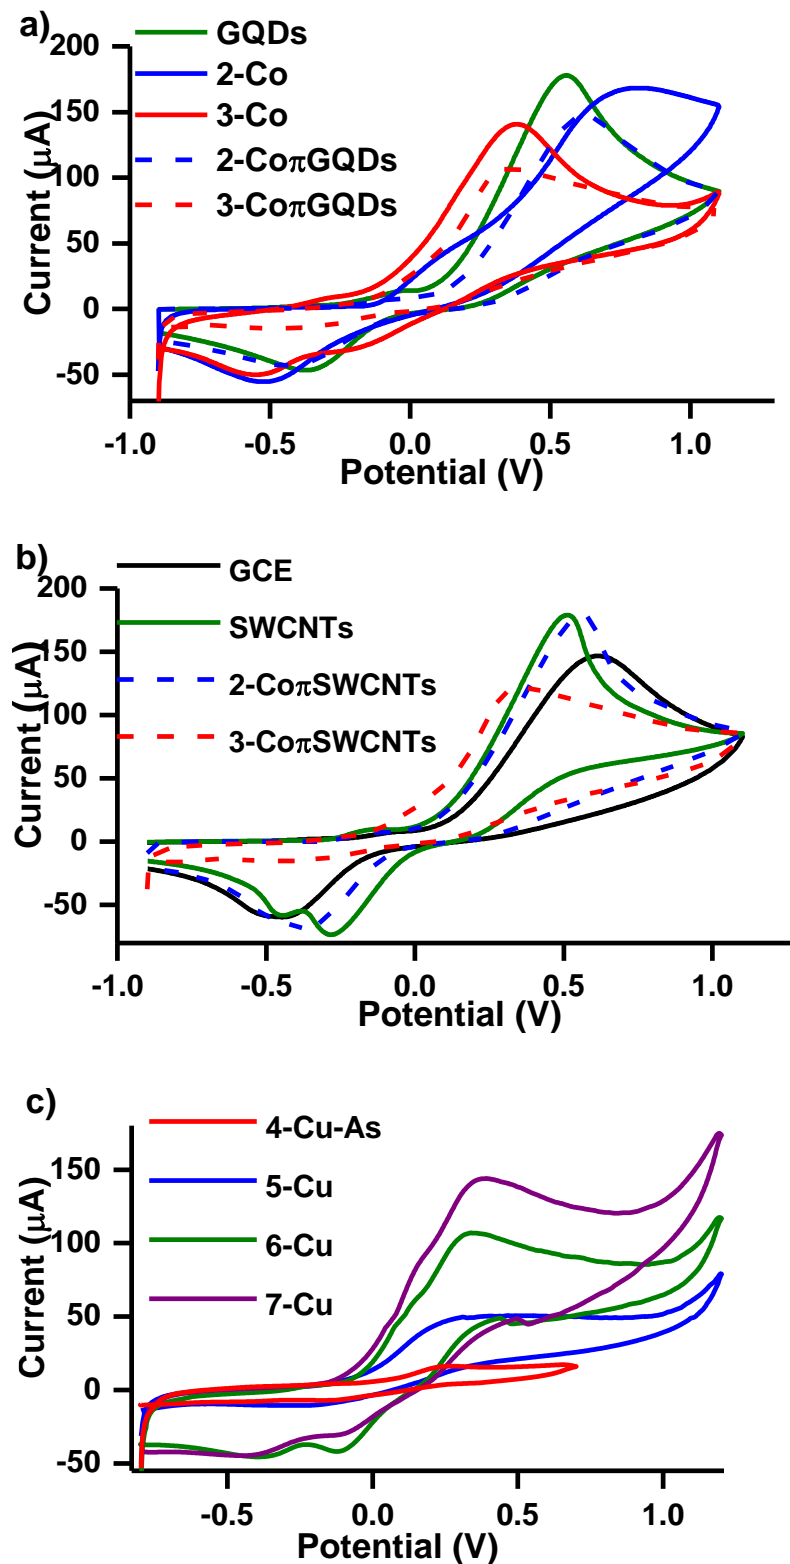 a)
GQDs
2-Co
3-Co
2-CoπGQDs
3-CoπGQDs
200
150
100
50
0
-50
Current (μA)
-1.0 -0.5 0.0 0.5 1.0
Potential (V)
b)
GCE
SWCNTs
2-CoπSWCNTs
3-CoπSWCNTs
200
150
100
50
0
-50
Current (μA)
-1.0 -0.5 0.0 0.5 1.0
Potential (V)
c)
4-Cu-As
5-Cu
6-Cu
7-Cu
150
100
50
0
-50
Current (μA)
-0.5 0.0 0.5 1.0
Potential (V)